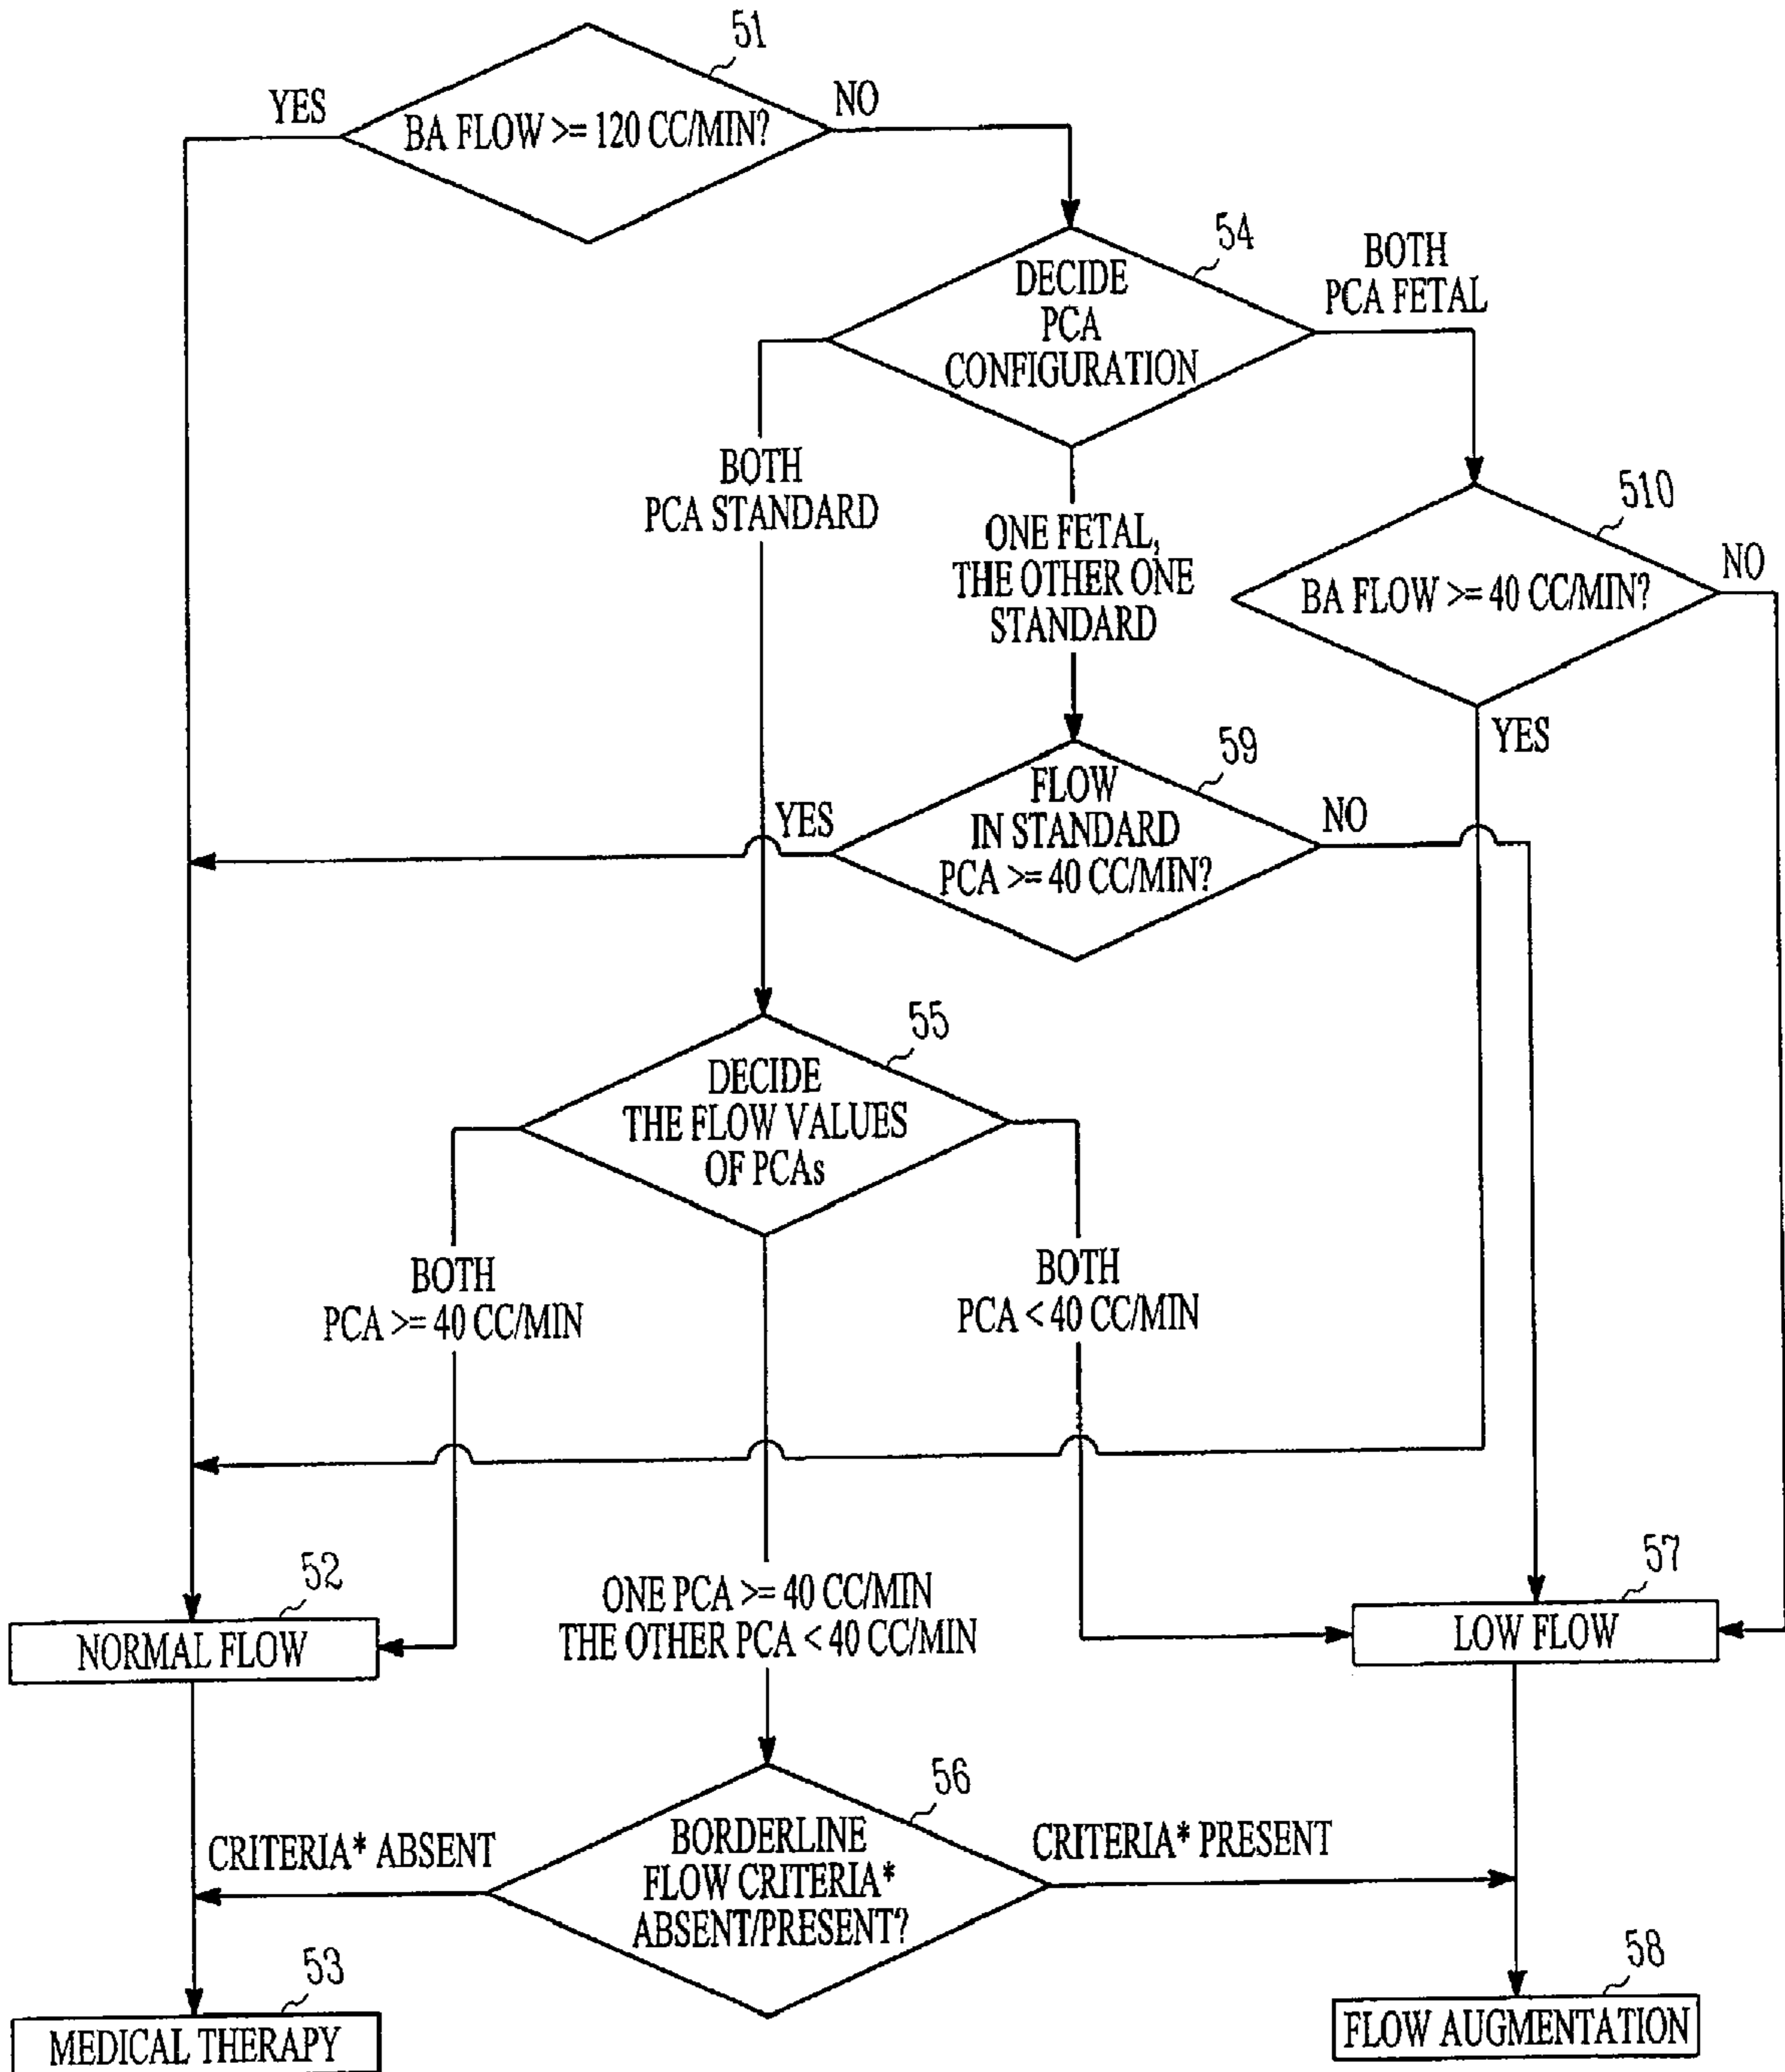 51
YES
BA FLOW >= 120 CC/MIN?
NO
54
DECIDE
PCA
CONFIGURATION
BOTH
PCA FETAL
BOTH
PCA STANDARD
ONE FETAL,
THE OTHER ONE
STANDARD
510
BA FLOW >= 40 CC/MIN?
NO
YES
59
FLOW
IN STANDARD
PCA >= 40 CC/MIN?
YES
NO
55
DECIDE
THE FLOW VALUES
OF PCAs
BOTH
PCA >= 40 CC/MIN
BOTH
PCA < 40 CC/MIN
52
NORMAL FLOW
ONE PCA >= 40 CC/MIN
THE OTHER PCA < 40 CC/MIN
57
LOW FLOW
56
CRITERIA* ABSENT
BORDERLINE
FLOW CRITERIA*
ABSENT/PRESENT?
CRITERIA* PRESENT
53
MEDICAL THERAPY
58
FLOW AUGMENTATION